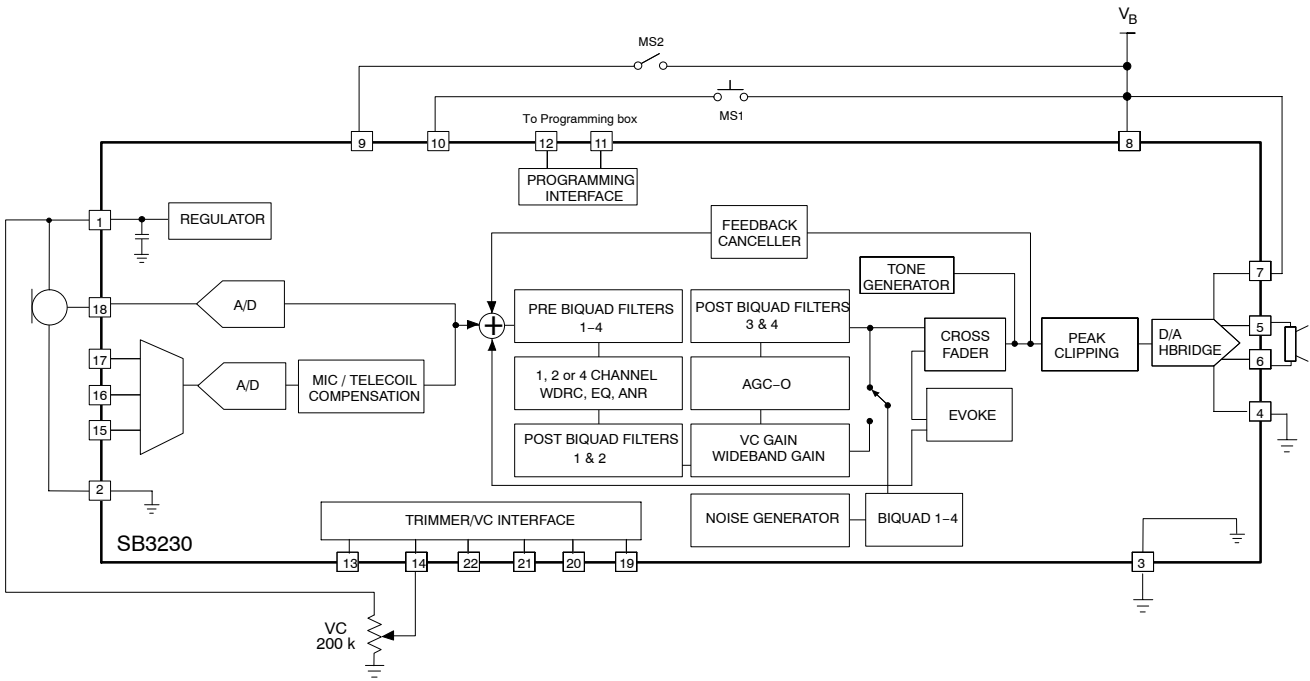 VB
MS2
MS1
To Programming box
9
10
12
11
8
PROGRAMMING
INTERFACE
1
REGULATOR
FEEDBACK
CANCELLER
TONE
GENERATOR
7
18
A/D
PRE BIQUAD FILTERS
1–4
POST BIQUAD FILTERS
3 & 4
CROSS
FADER
PEAK
CLIPPING
D/A
HBRIDGE
5
6
17
16
15
A/D
MIC / TELECOIL
COMPENSATION
1, 2 or 4 CHANNEL
WDRC, EQ, ANR
AGC–O
EVOKE
4
POST BIQUAD FILTERS
1 & 2
VC GAIN
WIDEBAND GAIN
2
TRIMMER/VC INTERFACE
NOISE GENERATOR
BIQUAD 1–4
SB3230
13
14
22
21
20
19
3
VC
200 k